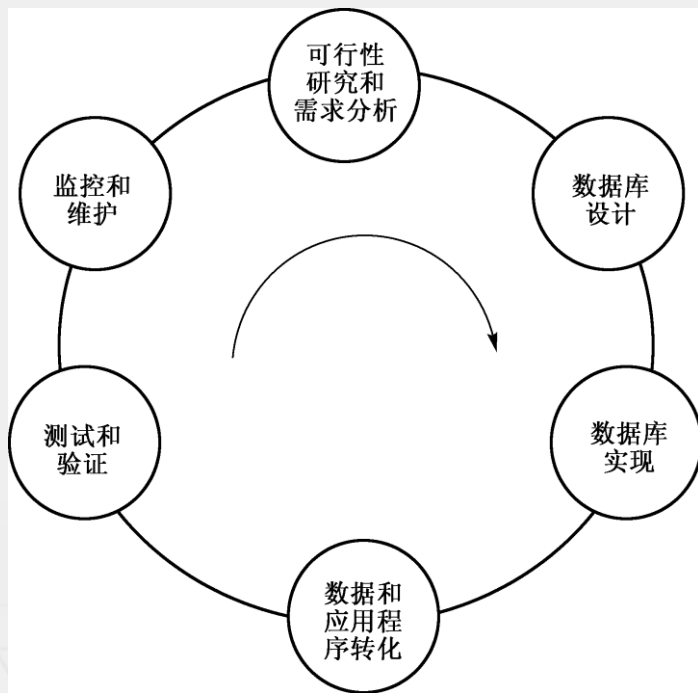 可行性
研究和
需求分析
数据库
设计
数据库
实现
数据和
应用程
序转化
测试和
验证
监控和
维护